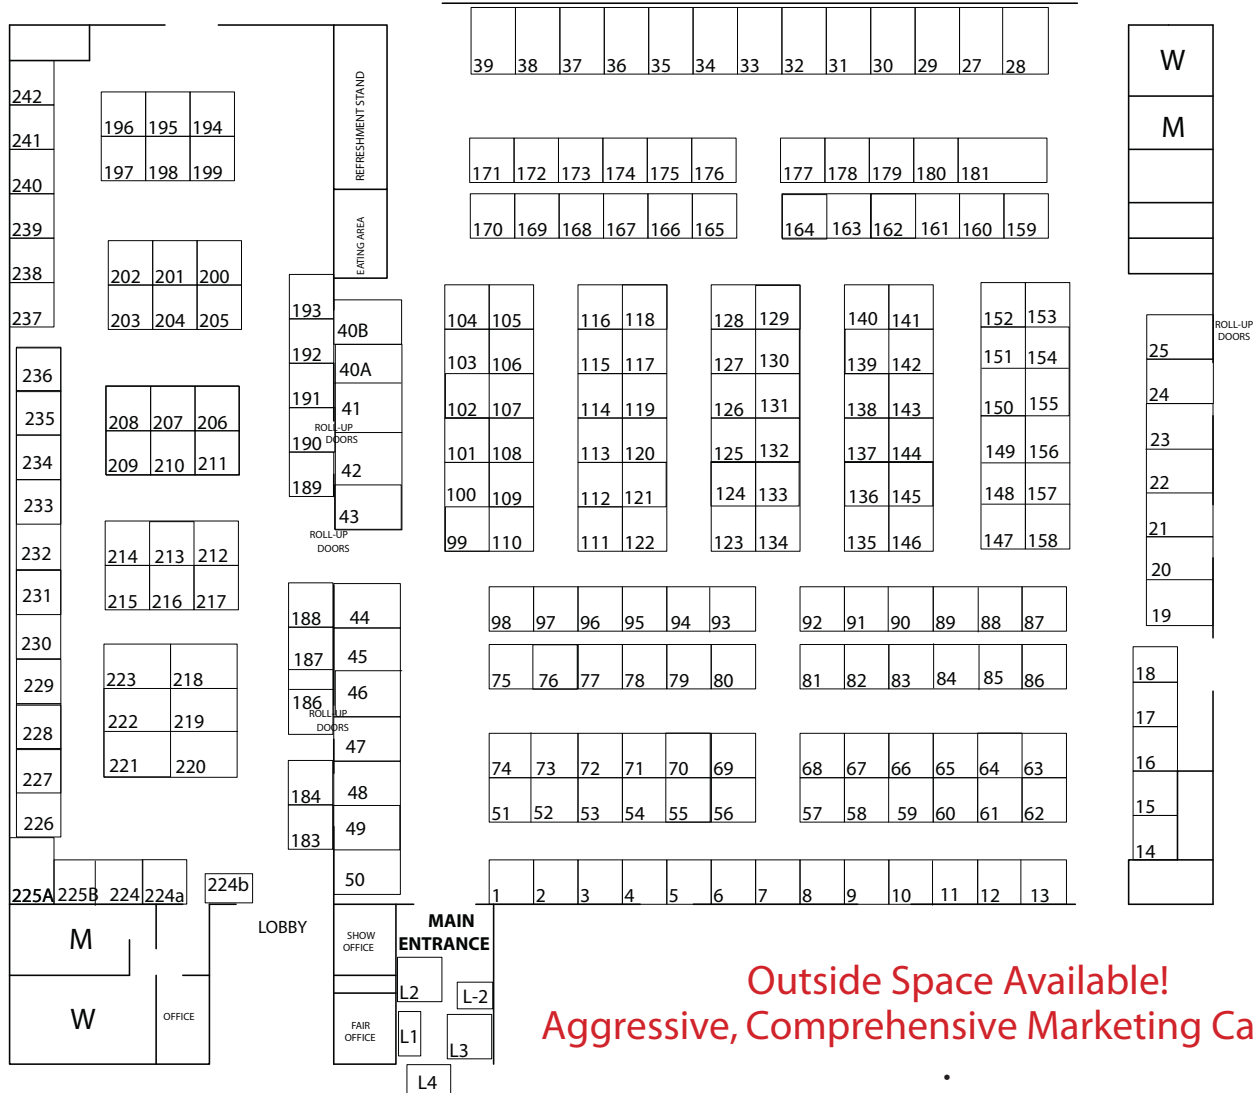 39 38 37 36 35 34 33 32 31 30 29 27 28
W
M
242
241
240
239
238
237
196 195 194
197 198 199
REFRESHMENT STAND
EATING AREA
171 172 173 174 175 176
177 178 179 180 181
170 169 168 167 166 165
164 163 162 161 160 159
202 201 200
203 204 205
193
192
191
190
189
ROLL-UP
DOORS
40B
40A
41
42
43
ROLL-UP
DOORS
104 105
103 106
102 107
101 108
100 109
99 110
116 118
115 117
114 119
113 120
112 121
111 122
128 129
127 130
126 131
125 132
124 133
123 134
140 141
139 142
138 143
137 144
136 145
135 146
152 153
151 154
150 155
149 156
148 157
147 158
ROLL-UP
DOORS
25
24
23
22
21
20
19
236
235
234
233
232
231
230
229
228
227
226
208 207 206
209 210 211
214 213 212
215 216 217
223 218
222 219
221 220
188
187
186
ROLL-UP
DOORS
184
183
44
45
46
47
48
49
50
98 97 96 95 94 93
92 91 90 89 88 87
75 76 77 78 79 80
81 82 83 84 85 86
74 73 72 71 70 69
68 67 66 65 64 63
51 52 53 54 55 56
57 58 59 60 61 62
18
17
16
15
14
225A 225B 224 224a 224b
1 2 3 4 5 6 7 8 9 10 11 12 13
LOBBY
M
W
OFFICE
SHOW
OFFICE
FAIR
OFFICE
MAIN
ENTRANCE
L2
L-2
L1
L3
L4
Outside Space Available!
Aggressive, Comprehensive Marketing Ca
.